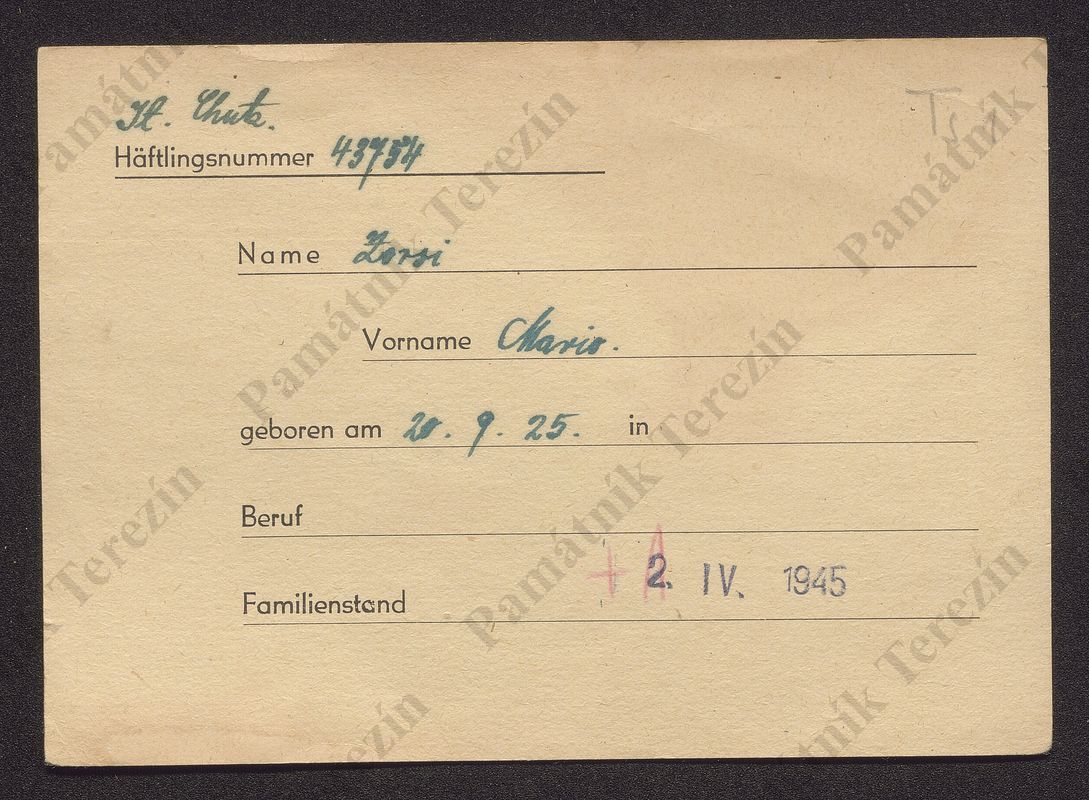 It. Chutz.
Häftlingsnummer 43754
Name Zorsi
Vorname Mario.
geboren am 20. 9. 25. in
Beruf
+ A 2. IV. 1945
Familienstand
Památník Terezín